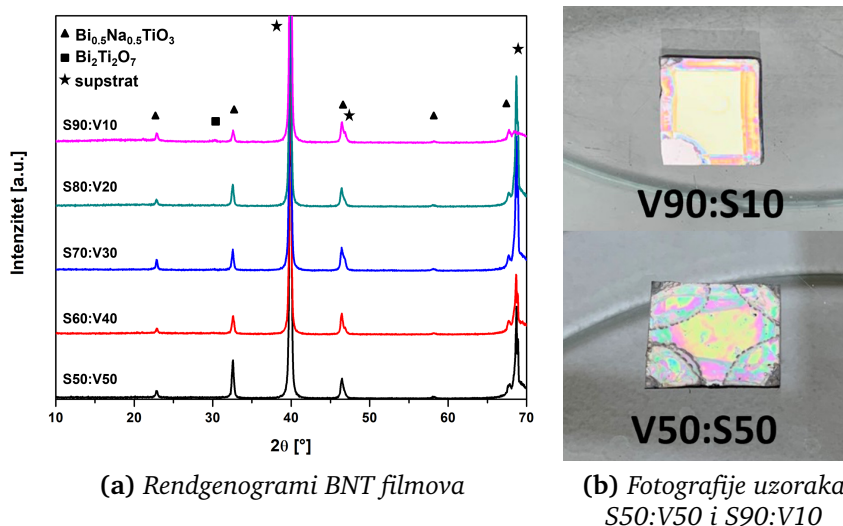 ▲ Bi0.5Na0.5TiO3
■ Bi2Ti2O7
★ supstrat
S90:V10
S80:V20
S70:V30
S60:V40
S50:V50
Intenzitet [a.u.]
10 20 30 40 50 60 70
2θ [°]
(a) Rendgenogrami BNT filmova
V90:S10
V50:S50
(b) Fotografije uzoraka
S50:V50 i S90:V10